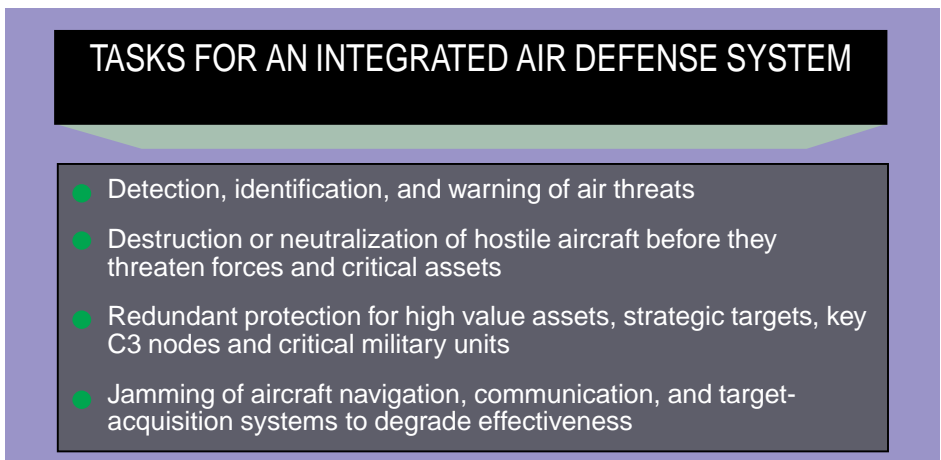 TASKS FOR AN INTEGRATED AIR DEFENSE SYSTEM
Detection, identification, and warning of air threats
Destruction or neutralization of hostile aircraft before they
threaten forces and critical assets
Redundant protection for high value assets, strategic targets, key
C3 nodes and critical military units
Jamming of aircraft navigation, communication, and target-
acquisition systems to degrade effectiveness